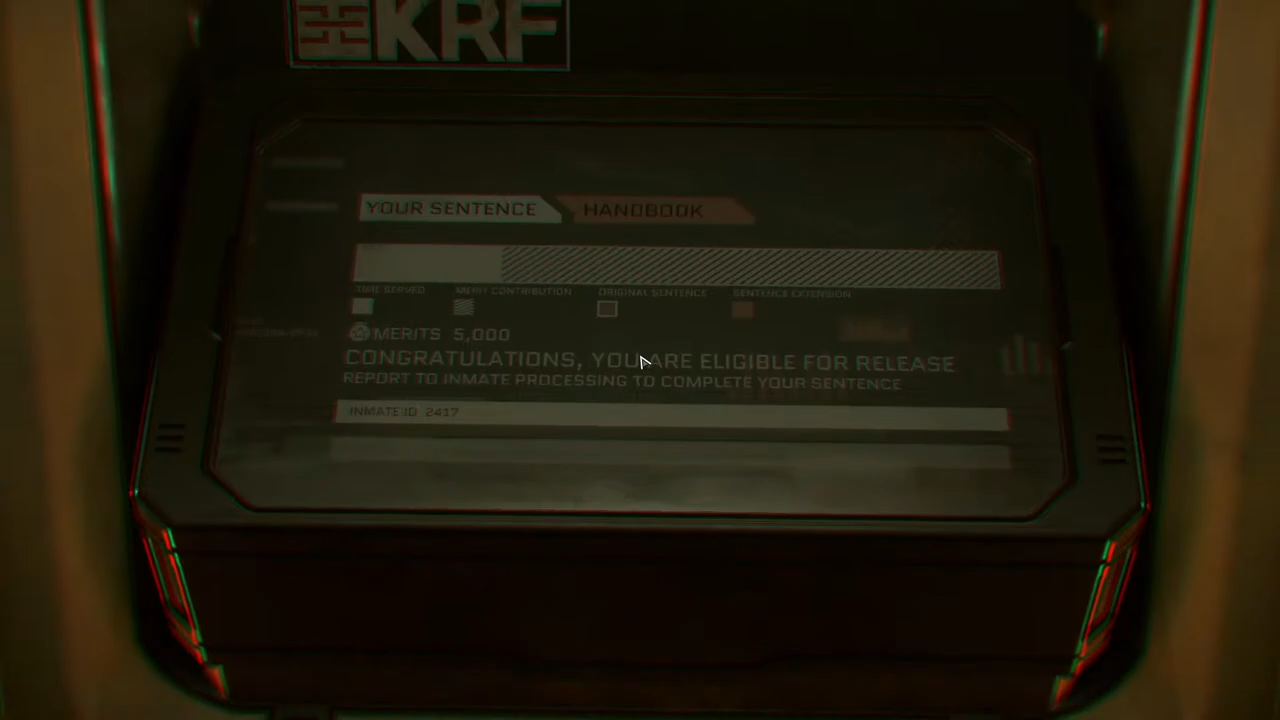 KRF
YOUR SENTENCE HANDBOOK
TIME SERVED MERIT CONTRIBUTION ORIGINAL SENTENCE SENTENCE EXTENSION
MERITS 5,000
CONGRATULATIONS, YOU ARE ELIGIBLE FOR RELEASE
REPORT TO INMATE PROCESSING TO COMPLETE YOUR SENTENCE
INMATE ID 2417